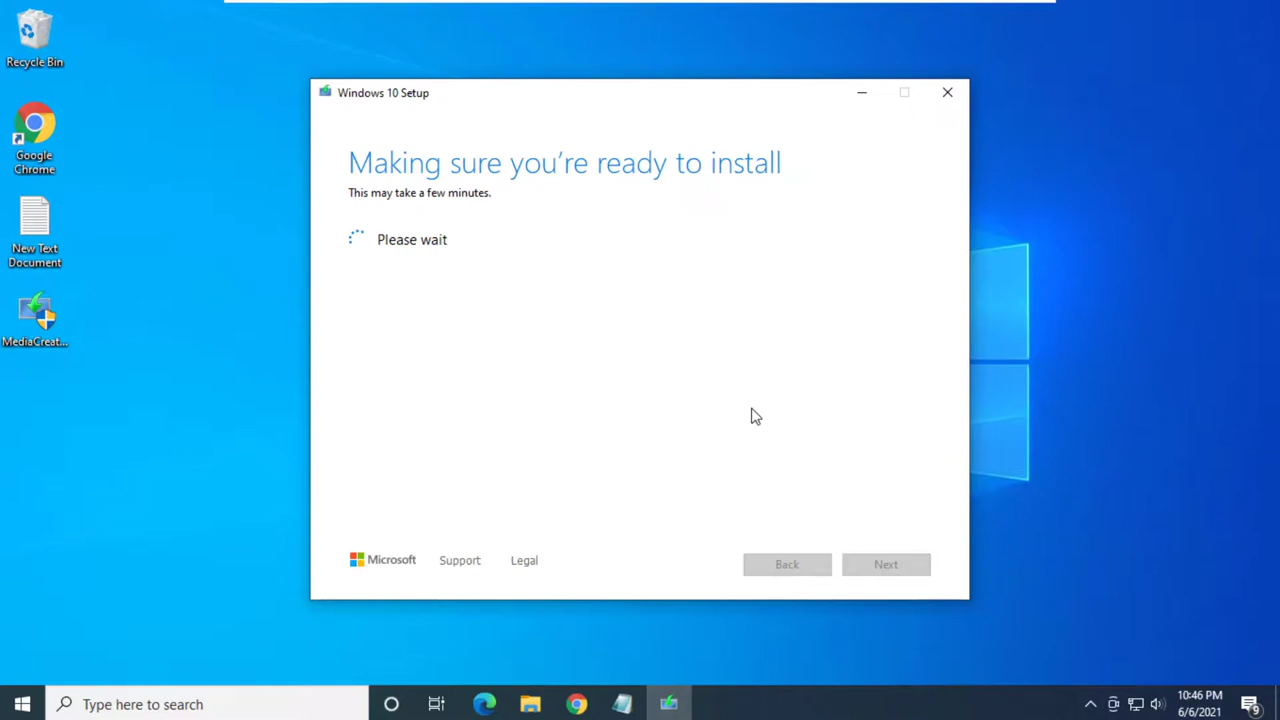 Recycle Bin
Google
Chrome
New Text
Document
MediaCreat...
Windows 10 Setup
Making sure you're ready to install
This may take a few minutes.
Please wait
Microsoft
Support
Legal
Back
Next
Type here to search
10:46 PM
6/6/2021
9